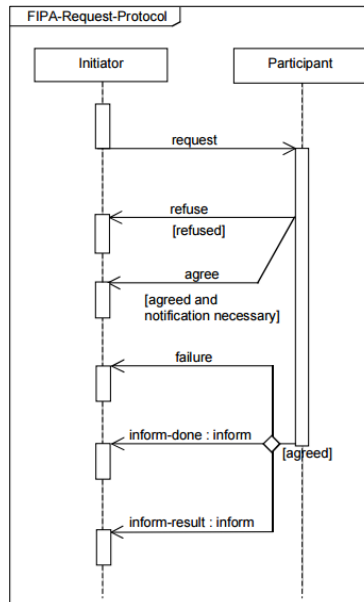 FIPA-Request-Protocol
Initiator
Participant
request
refuse
[refused]
agree
[agreed and
notification necessary]
failure
inform-done : inform
[agreed]
inform-result : inform